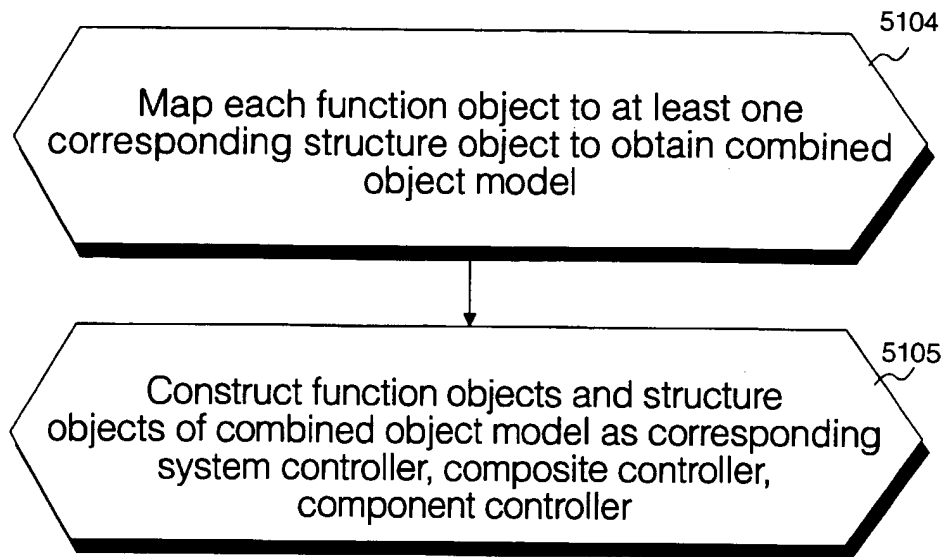 5104
Map each function object to at least one
corresponding structure object to obtain combined
object model
5105
Construct function objects and structure
objects of combined object model as corresponding
system controller, composite controller,
component controller